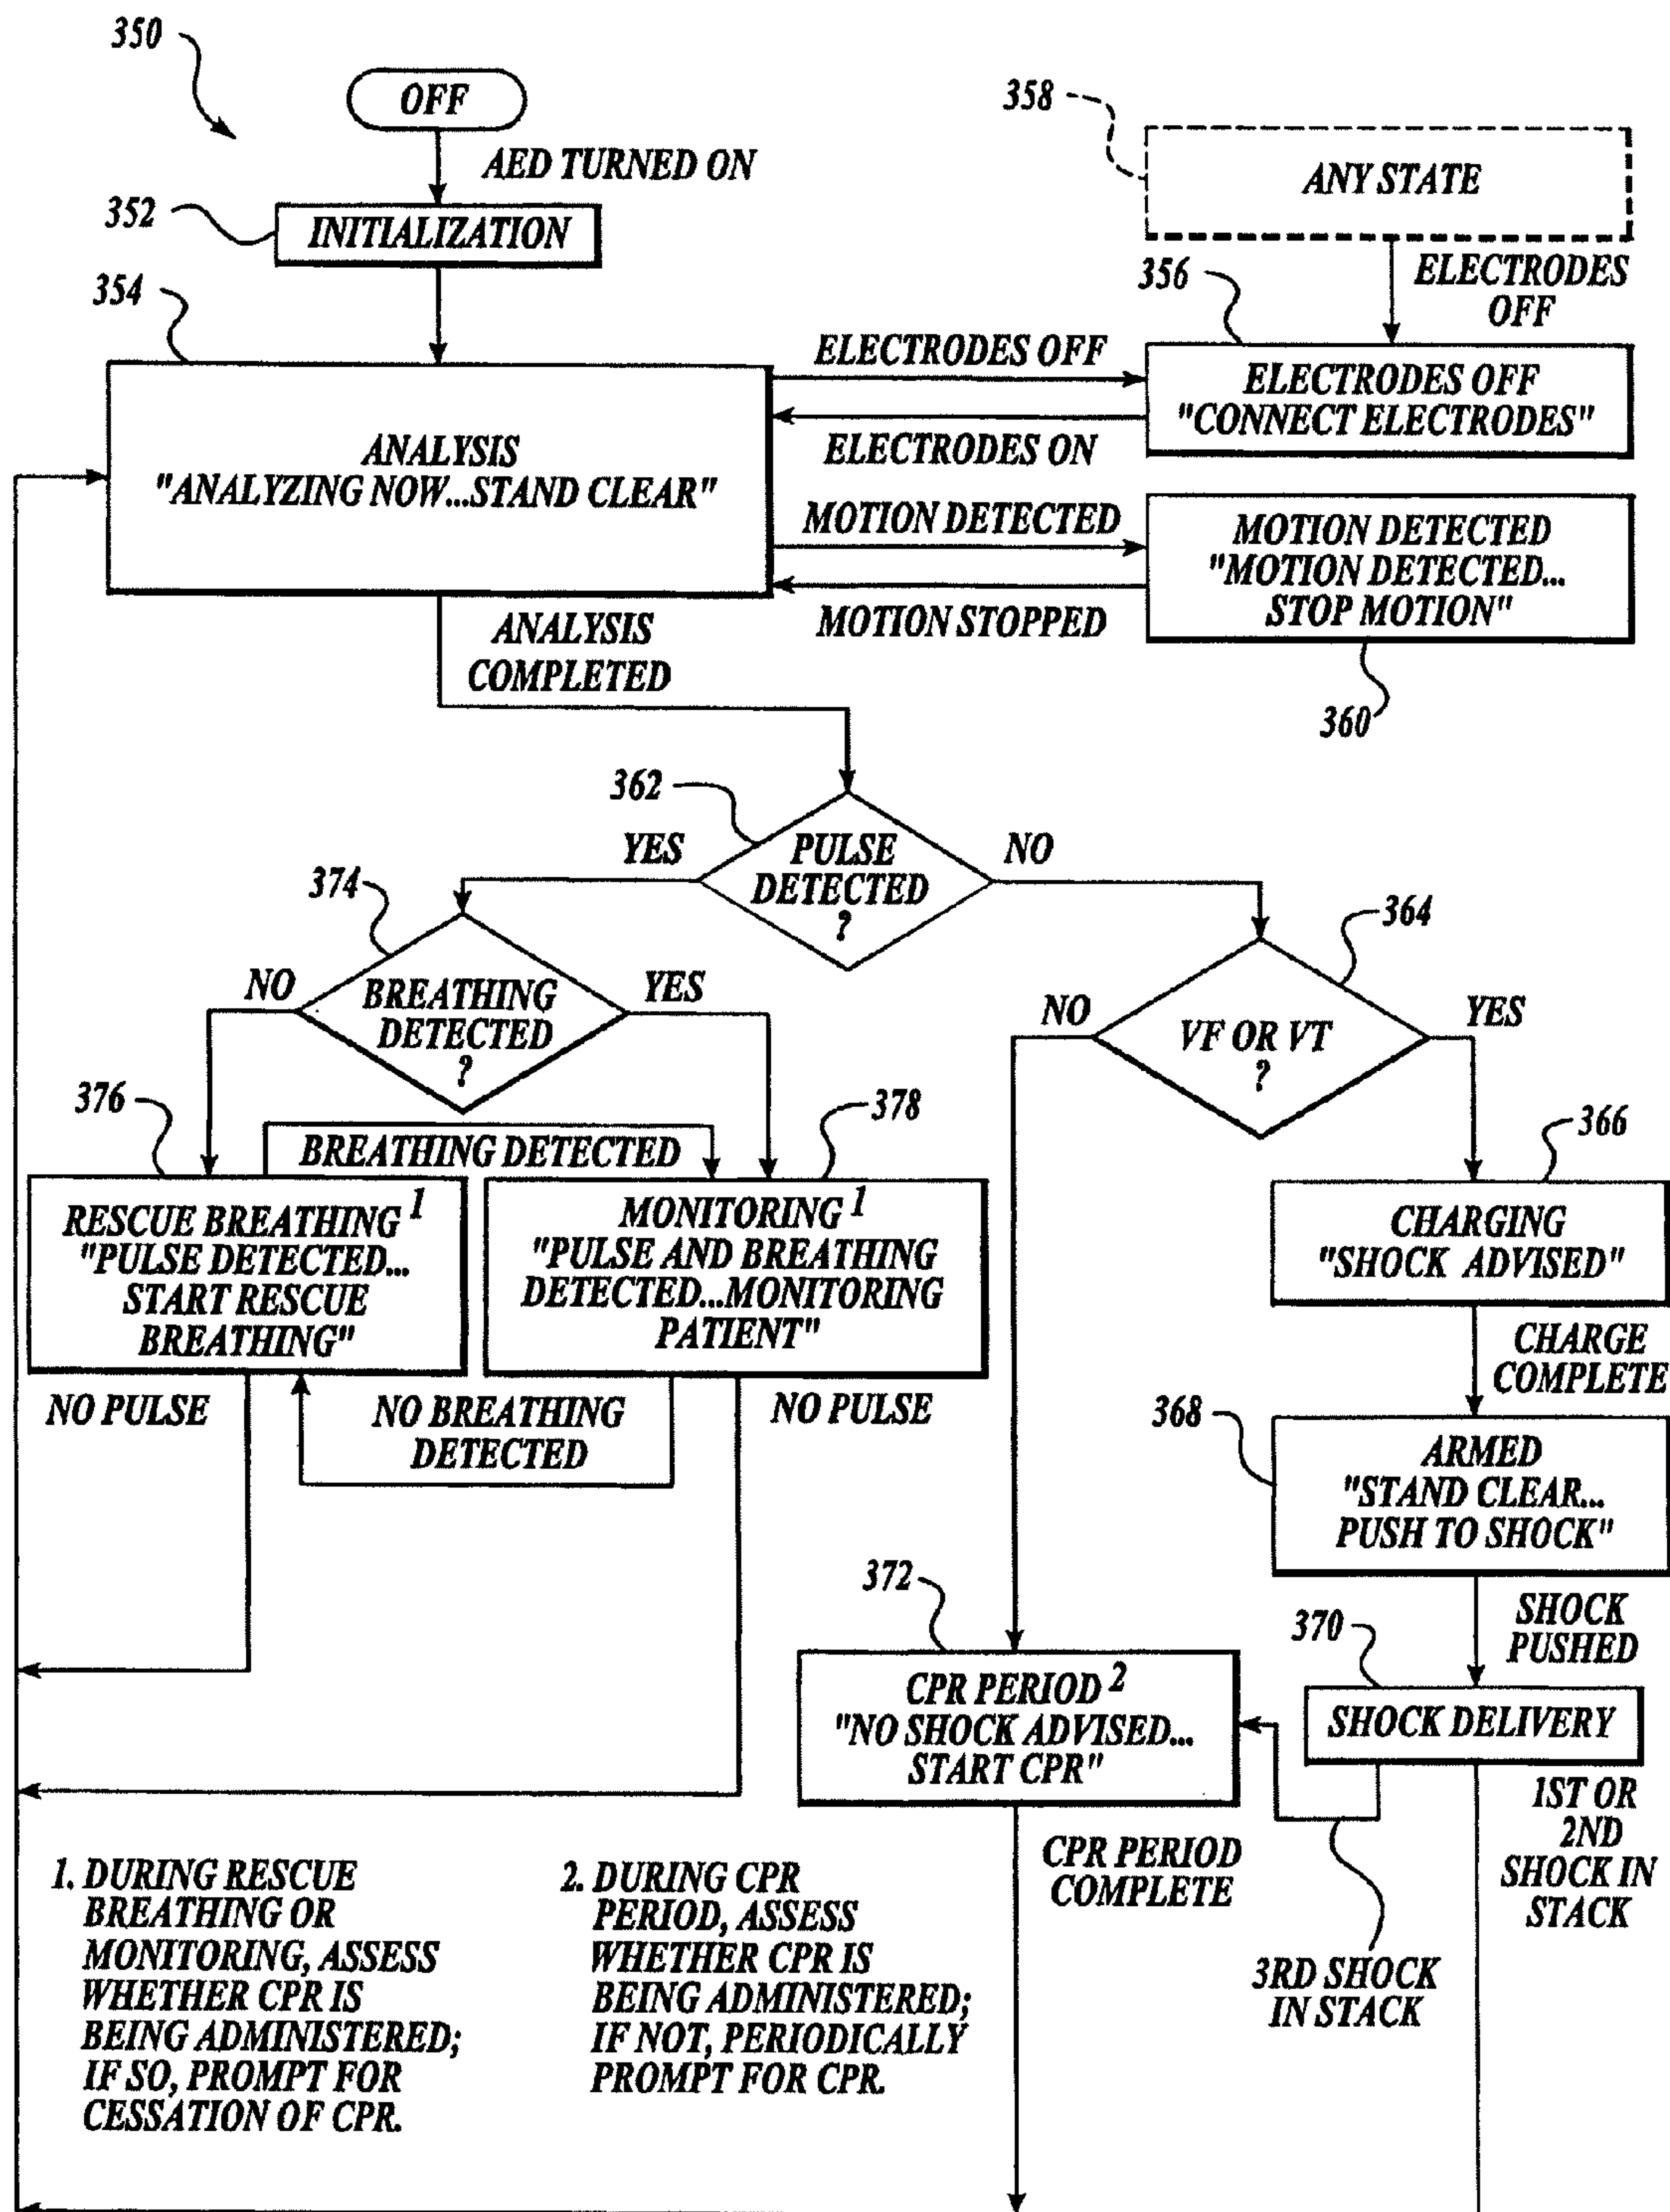 350
OFF
AED TURNED ON
352
INITIALIZATION
354
358
ANY STATE
ELECTRODES
OFF
356
ELECTRODES OFF
"CONNECT ELECTRODES"
ELECTRODES OFF
ELECTRODES ON
ANALYSIS
"ANALYZING NOW...STAND CLEAR"
MOTION DETECTED
MOTION STOPPED
MOTION DETECTED
"MOTION DETECTED...
STOP MOTION"
360
ANALYSIS
COMPLETED
362
PULSE
DETECTED
?
YES
NO
374
BREATHING
DETECTED
?
NO
YES
364
VF OR VT
?
NO
YES
376
BREATHING DETECTED
378
366
RESCUE BREATHING 1
"PULSE DETECTED...
START RESCUE
BREATHING"
MONITORING 1
"PULSE AND BREATHING
DETECTED...MONITORING
PATIENT"
CHARGING
"SHOCK ADVISED"
CHARGE
COMPLETE
NO PULSE
NO BREATHING
DETECTED
NO PULSE
368
ARMED
"STAND CLEAR...
PUSH TO SHOCK"
SHOCK
PUSHED
372
370
CPR PERIOD 2
"NO SHOCK ADVISED...
START CPR"
SHOCK DELIVERY
1ST OR
2ND
SHOCK IN
STACK
CPR PERIOD
COMPLETE
3RD SHOCK
IN STACK
1. DURING RESCUE
BREATHING OR
MONITORING, ASSESS
WHETHER CPR IS
BEING ADMINISTERED;
IF SO, PROMPT FOR
CESSATION OF CPR.
2. DURING CPR
PERIOD, ASSESS
WHETHER CPR IS
BEING ADMINISTERED;
IF NOT, PERIODICALLY
PROMPT FOR CPR.